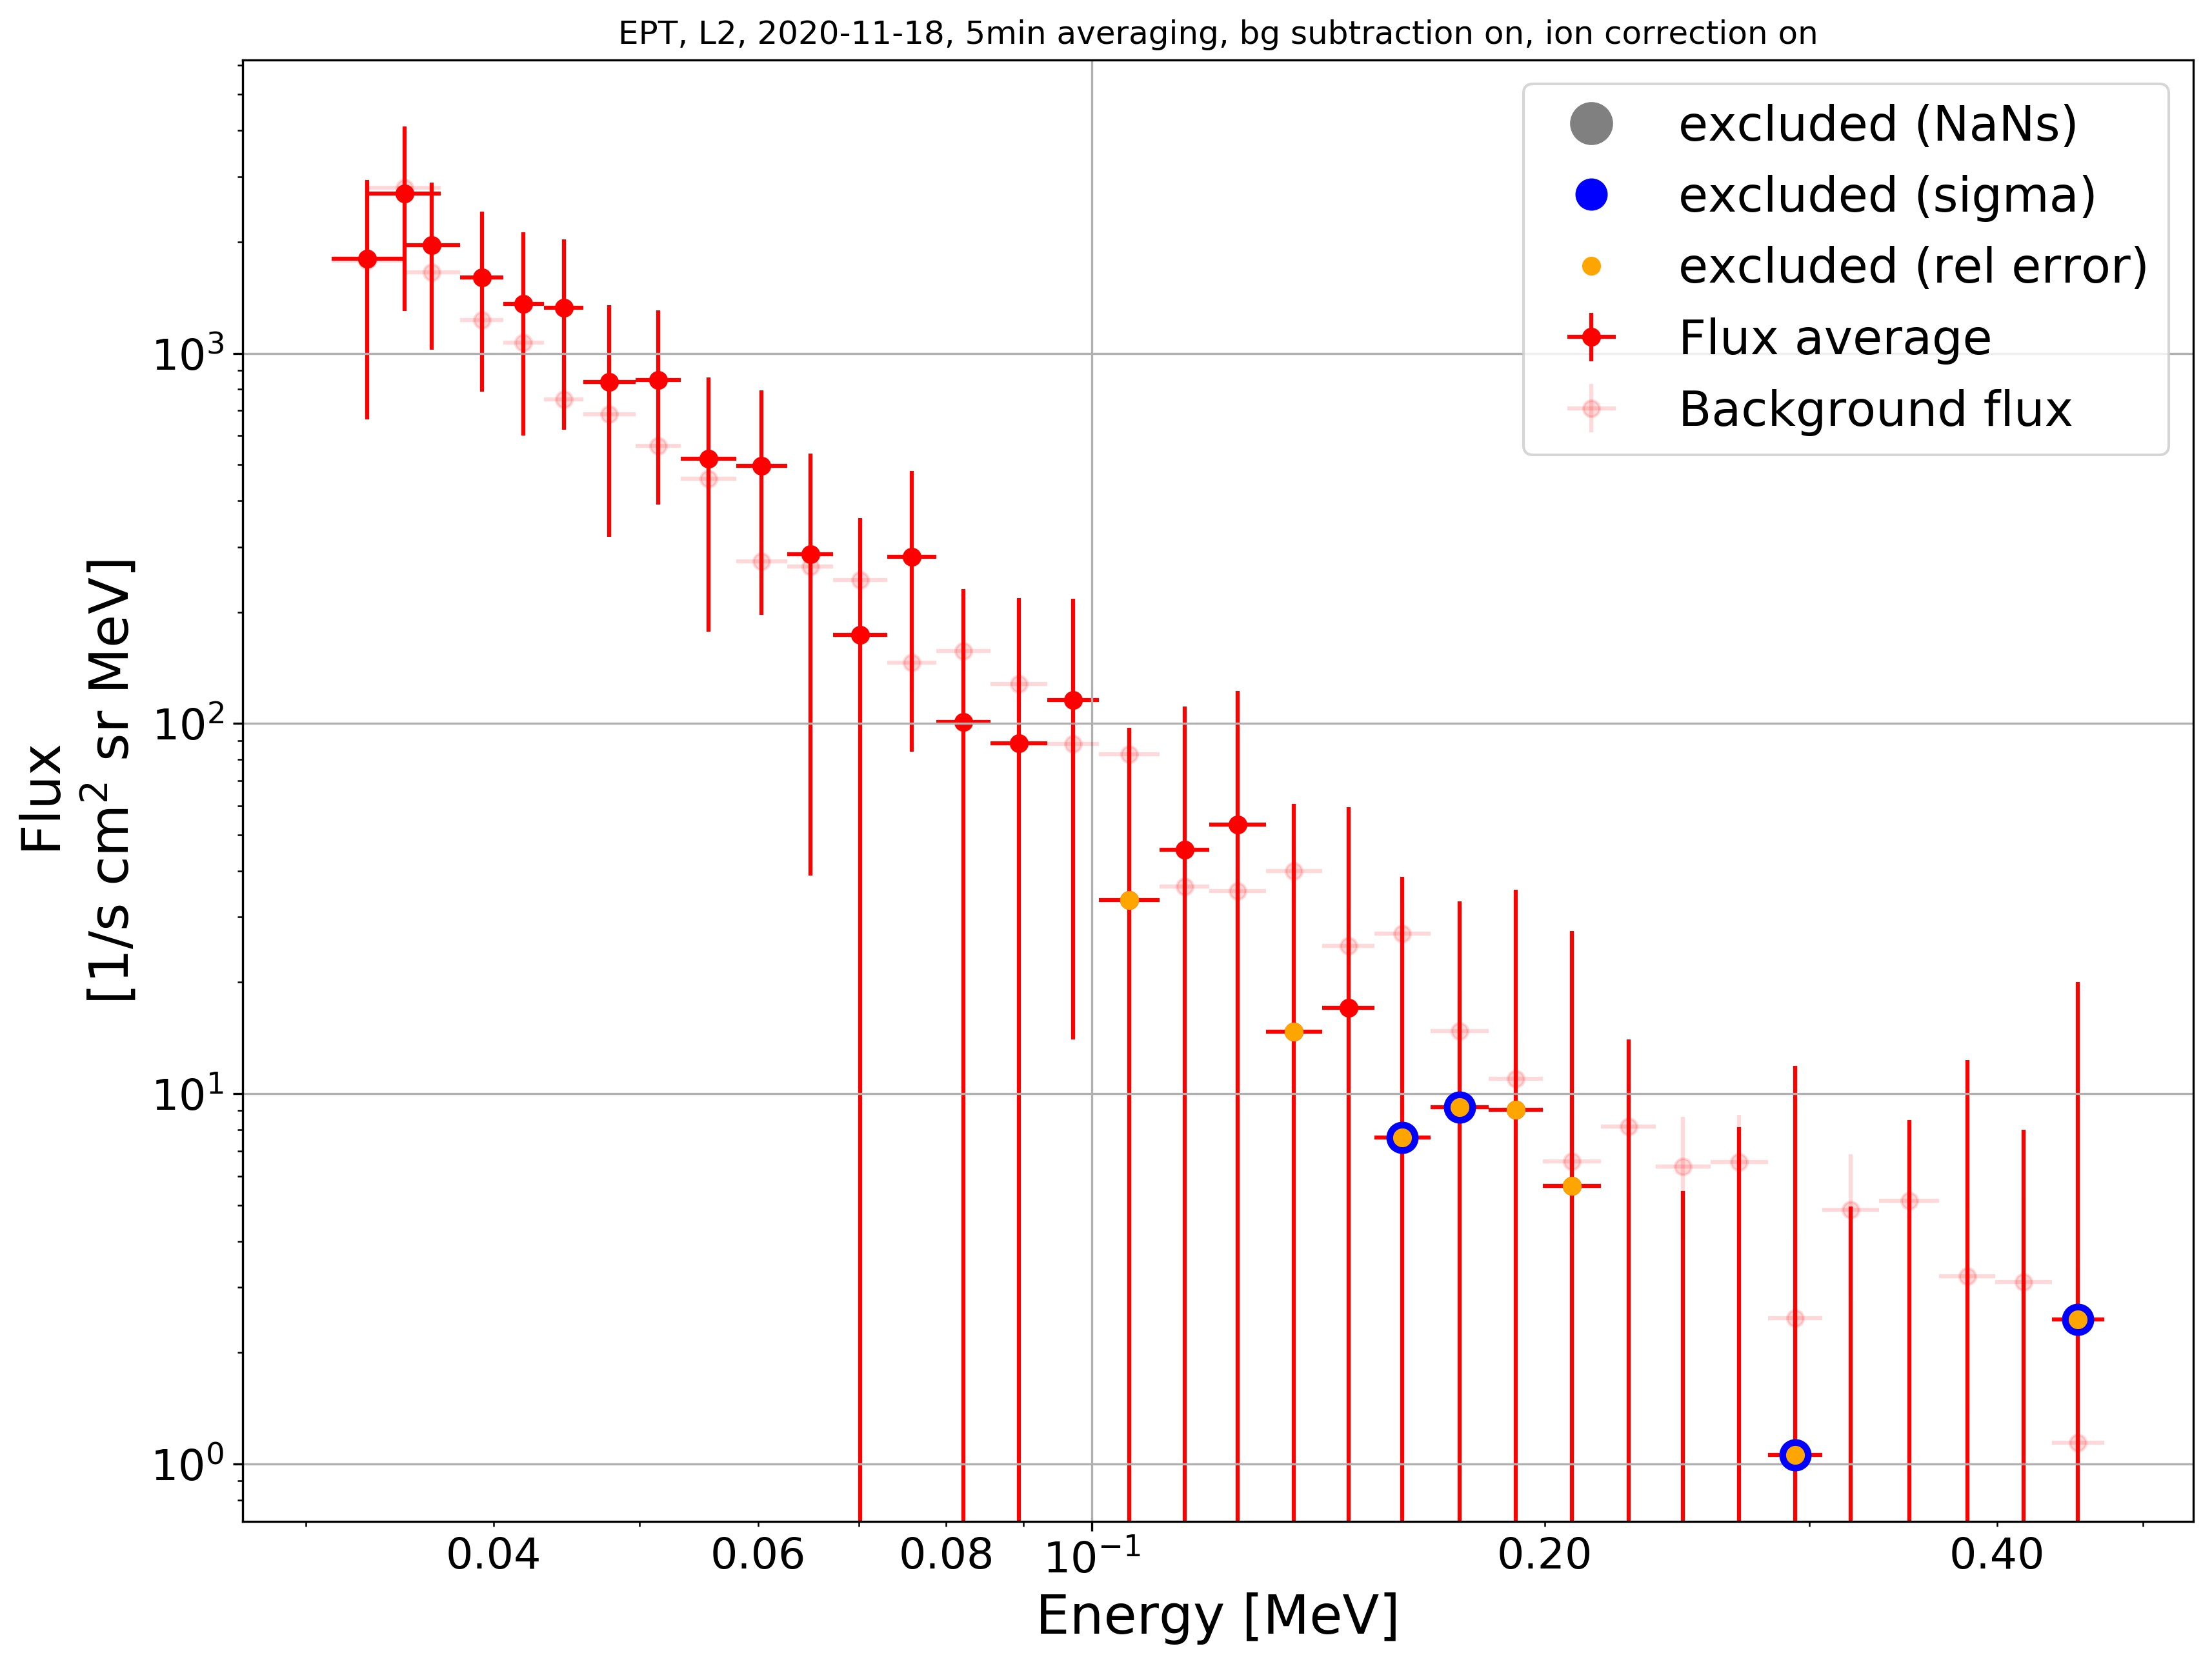 EPT, L2, 2020-11-18, 5min averaging, bg subtraction on, ion correction on
excluded (NaNs)
excluded (sigma)
excluded (rel error)
Flux average
Background flux
Flux
[1/s cm² sr MeV]
10³
10²
10¹
10⁰
0.04
0.06
0.08
10⁻¹
0.20
0.40
Energy [MeV]